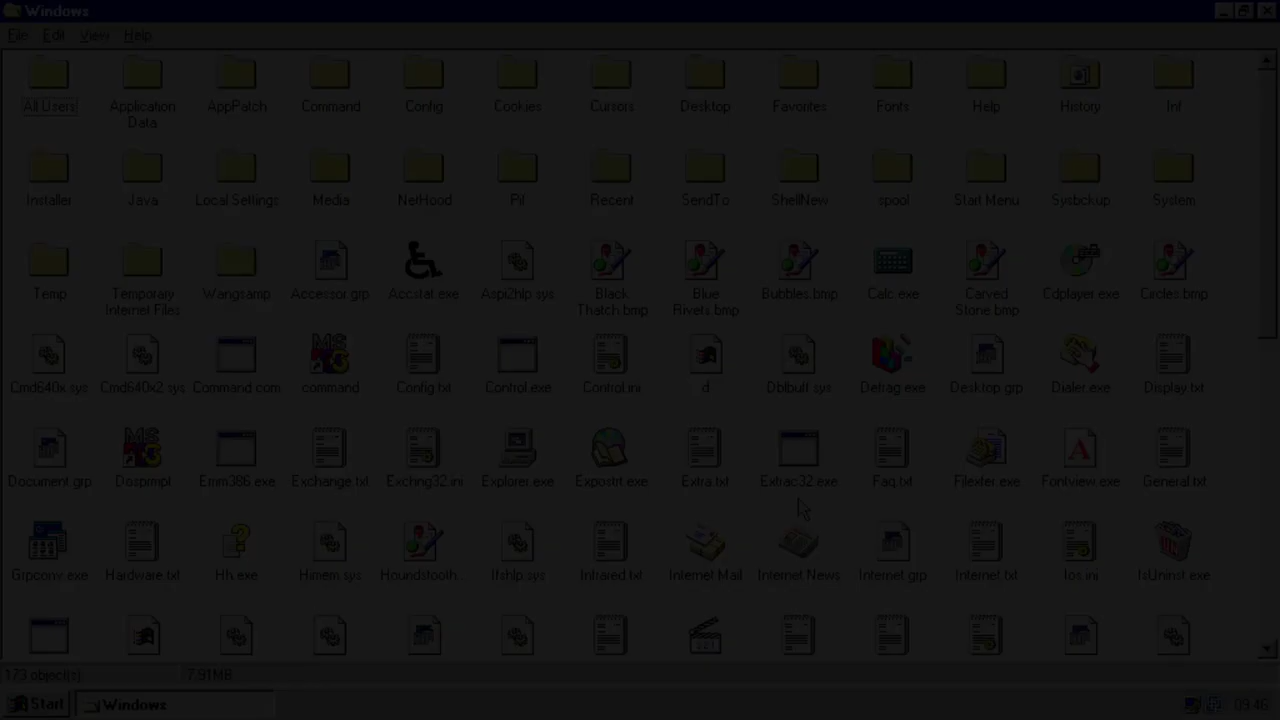 Windows
File Edit View Help
All Users Application Data AppPatch Command Config Cookies Cursors Desktop Favorites Fonts Help History Inf
Installer Java Local Settings Media NetHood Pif Recent SendTo ShellNew spool Start Menu Sysbckup System
Temp Temporary Internet Files Wangsamp Accessor.grp Accstat.exe Aspi2hlp.sys Black Thatch.bmp Blue Rivets.bmp Bubbles.bmp Calc.exe Carved Stone.bmp Cdplayer.exe Circles.bmp
Cmd640x.sys Cmd640x2.sys Command.com command Config.txt Control.exe Control.ini d Dblbuff.sys Defrag.exe Desktop.grp Dialer.exe Display.txt
Document.grp Dosprmpt Emm386.exe Exchange.txt Exchng32.ini Explorer.exe Expostrt.exe Extra.txt Extrac32.exe Faq.txt Filexfer.exe Fontview.exe General.txt
Grpconv.exe Hardware.txt Hh.exe Himem.sys Houndstooth. Ifshlp.sys Infrared.txt Internet Mail Internet News Internet.grp Internet.txt Ios.ini IsUninst.exe
173 object(s) 7.91MB
Start Windows 09:46